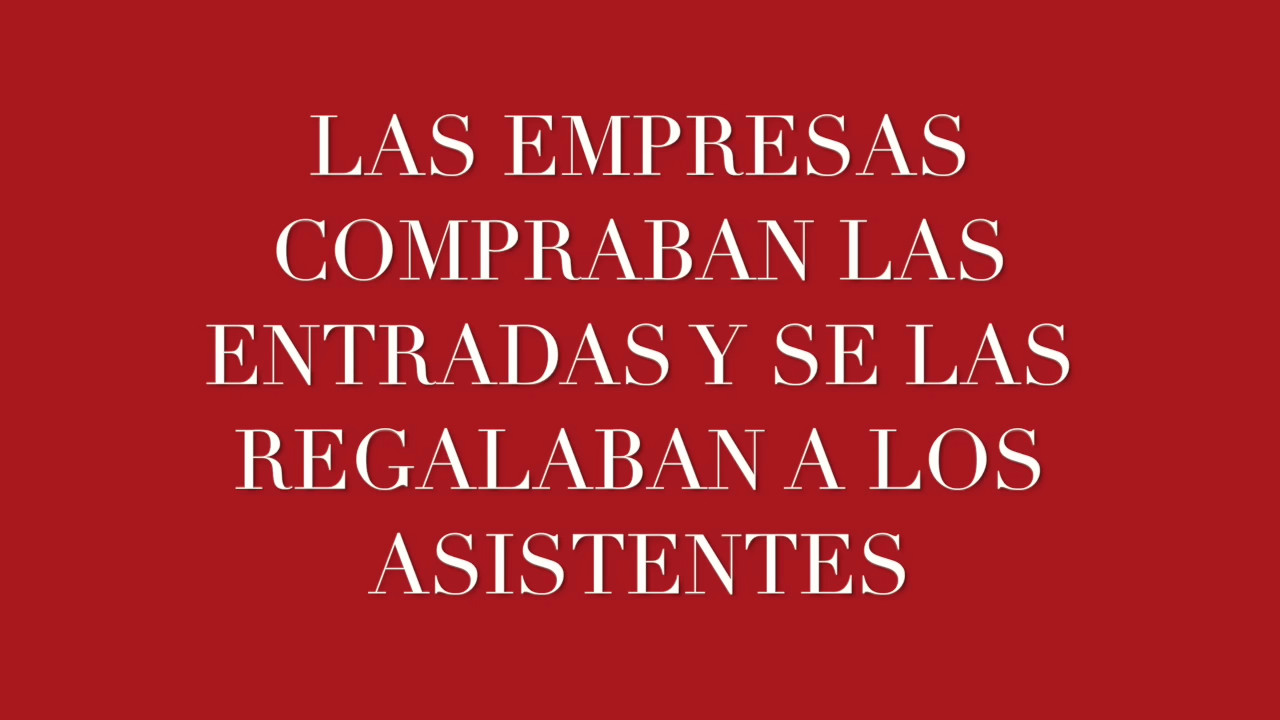 LAS EMPRESAS
COMPRABAN LAS
ENTRADAS Y SE LAS
REGALABAN A LOS
ASISTENTES